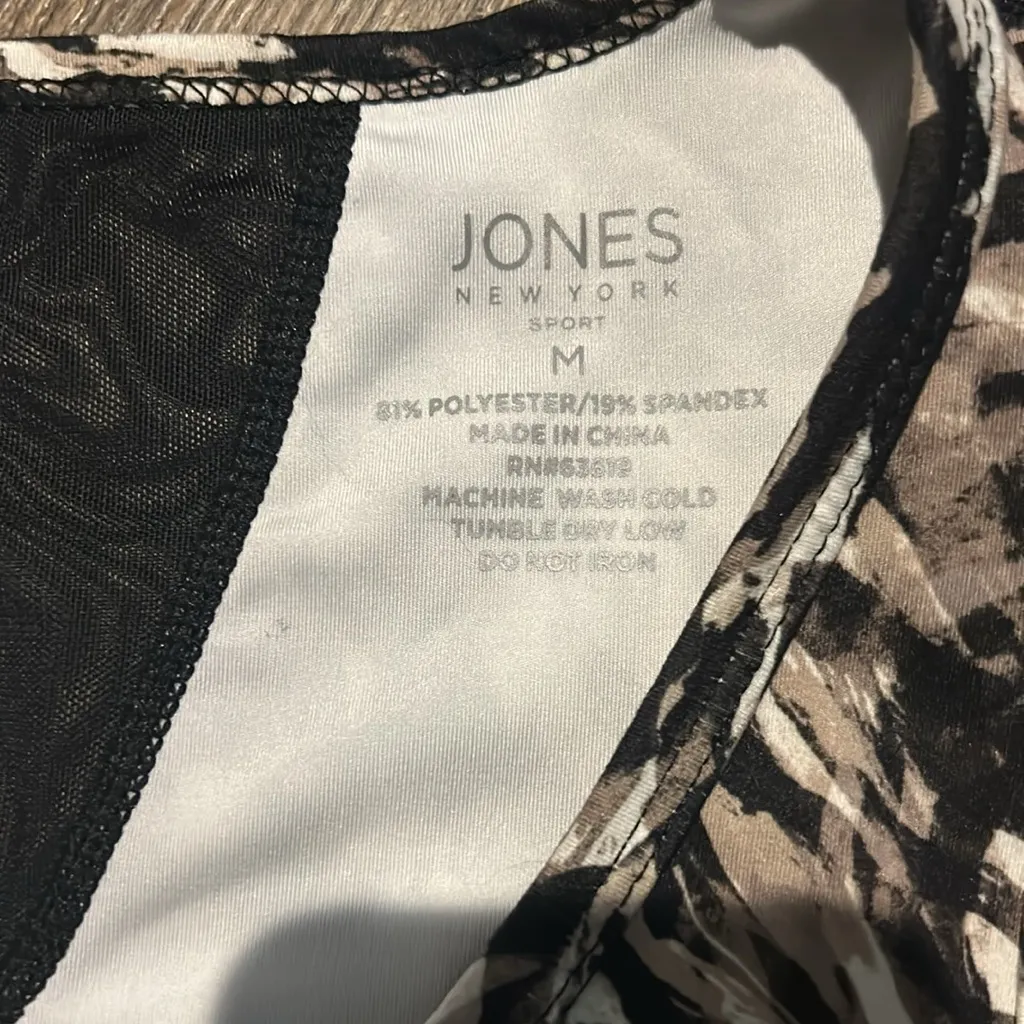 JONES
NEW YORK
SPORT
M
81% POLYESTER/19% SPANDEX
MADE IN CHINA
RN#63619
MACHINE WASH COLD
TUMBLE DRY LOW
DO NOT IRON